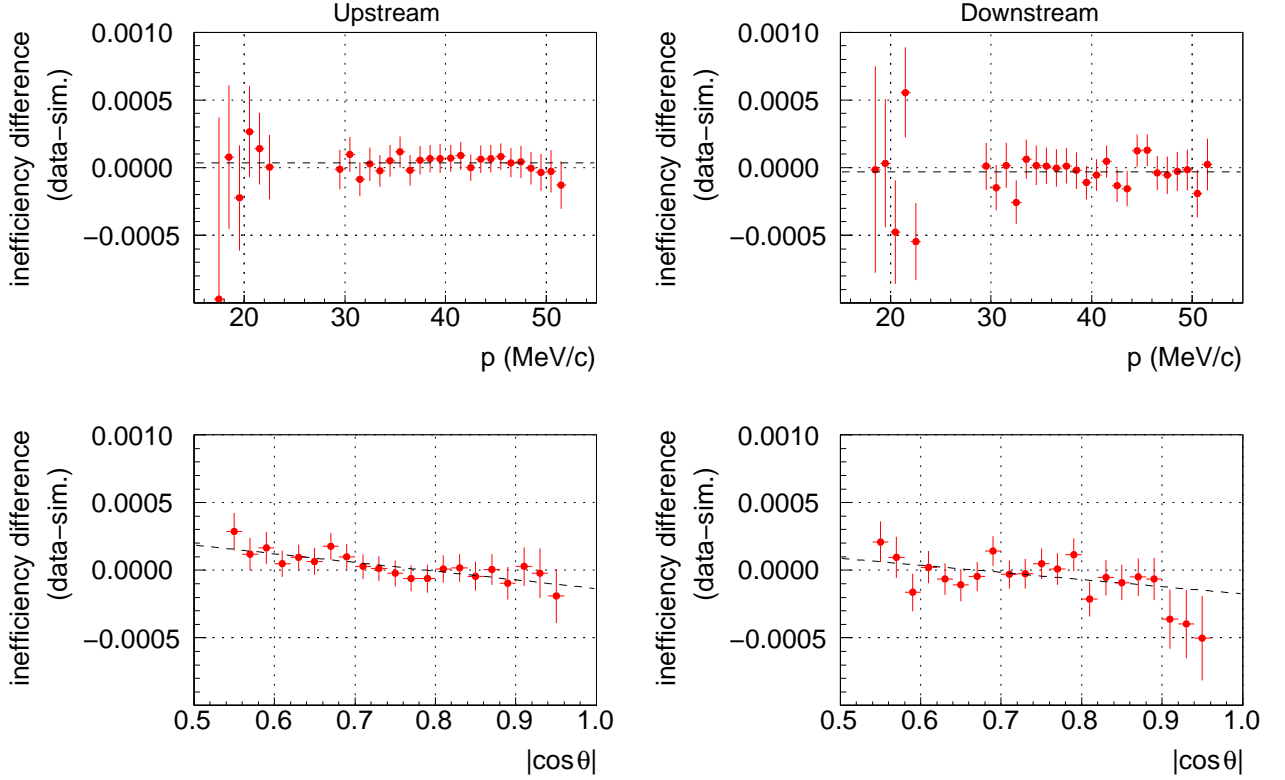 Upstream
inefficiency difference
(data−sim.)
0.0010
0.0005
0.0000
−0.0005
20 30 40 50
p (MeV/c)
Downstream
inefficiency difference
(data−sim.)
0.0010
0.0005
0.0000
−0.0005
20 30 40 50
p (MeV/c)
inefficiency difference
(data−sim.)
0.0010
0.0005
0.0000
−0.0005
0.5 0.6 0.7 0.8 0.9 1.0
|cosθ|
inefficiency difference
(data−sim.)
0.0010
0.0005
0.0000
−0.0005
0.5 0.6 0.7 0.8 0.9 1.0
|cosθ|